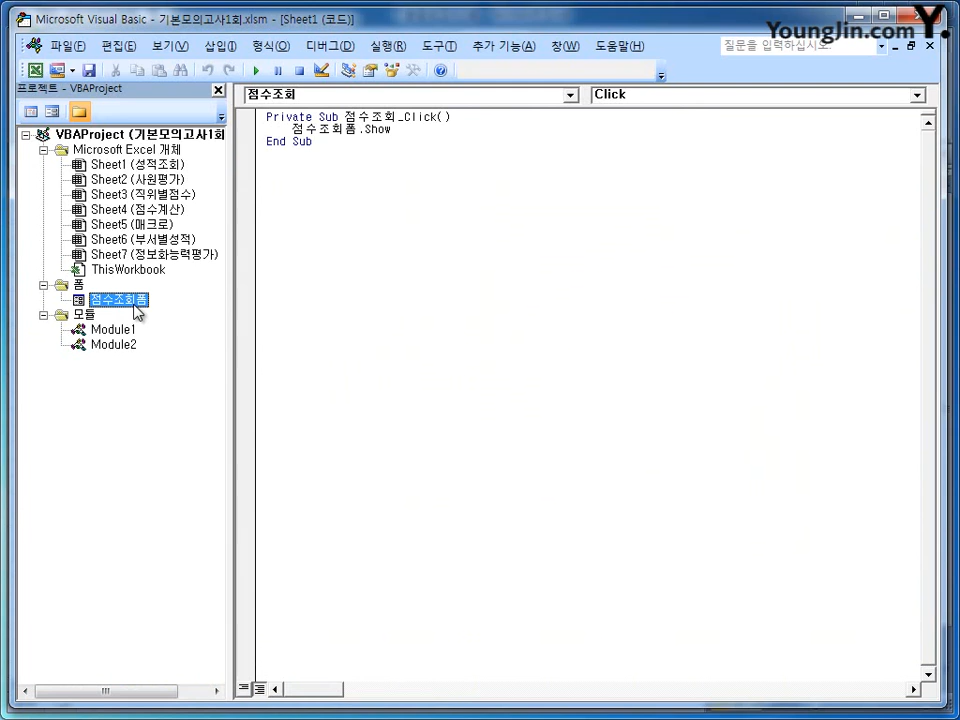 Microsoft Visual Basic - 기본모의고사1회.xlsm - [Sheet1 (코드)]
YoungJin.com Y.
파일(F) 편집(E) 보기(V) 삽입(I) 형식(O) 디버그(D) 실행(R) 도구(T) 추가 기능(A) 창(W) 도움말(H) 질문을 입력하십시오.
프로젝트 - VBAProject
점수조회 Click
VBAProject (기본모의고사1회
Microsoft Excel 개체
Sheet1 (성적조회)
Sheet2 (사원평가)
Sheet3 (직위별점수)
Sheet4 (점수계산)
Sheet5 (매크로)
Sheet6 (부서별성적)
Sheet7 (정보화능력평가)
ThisWorkbook
폼
점수조회폼
모듈
Module1
Module2
Private Sub 점수조회_Click()
점수조회폼.Show
End Sub